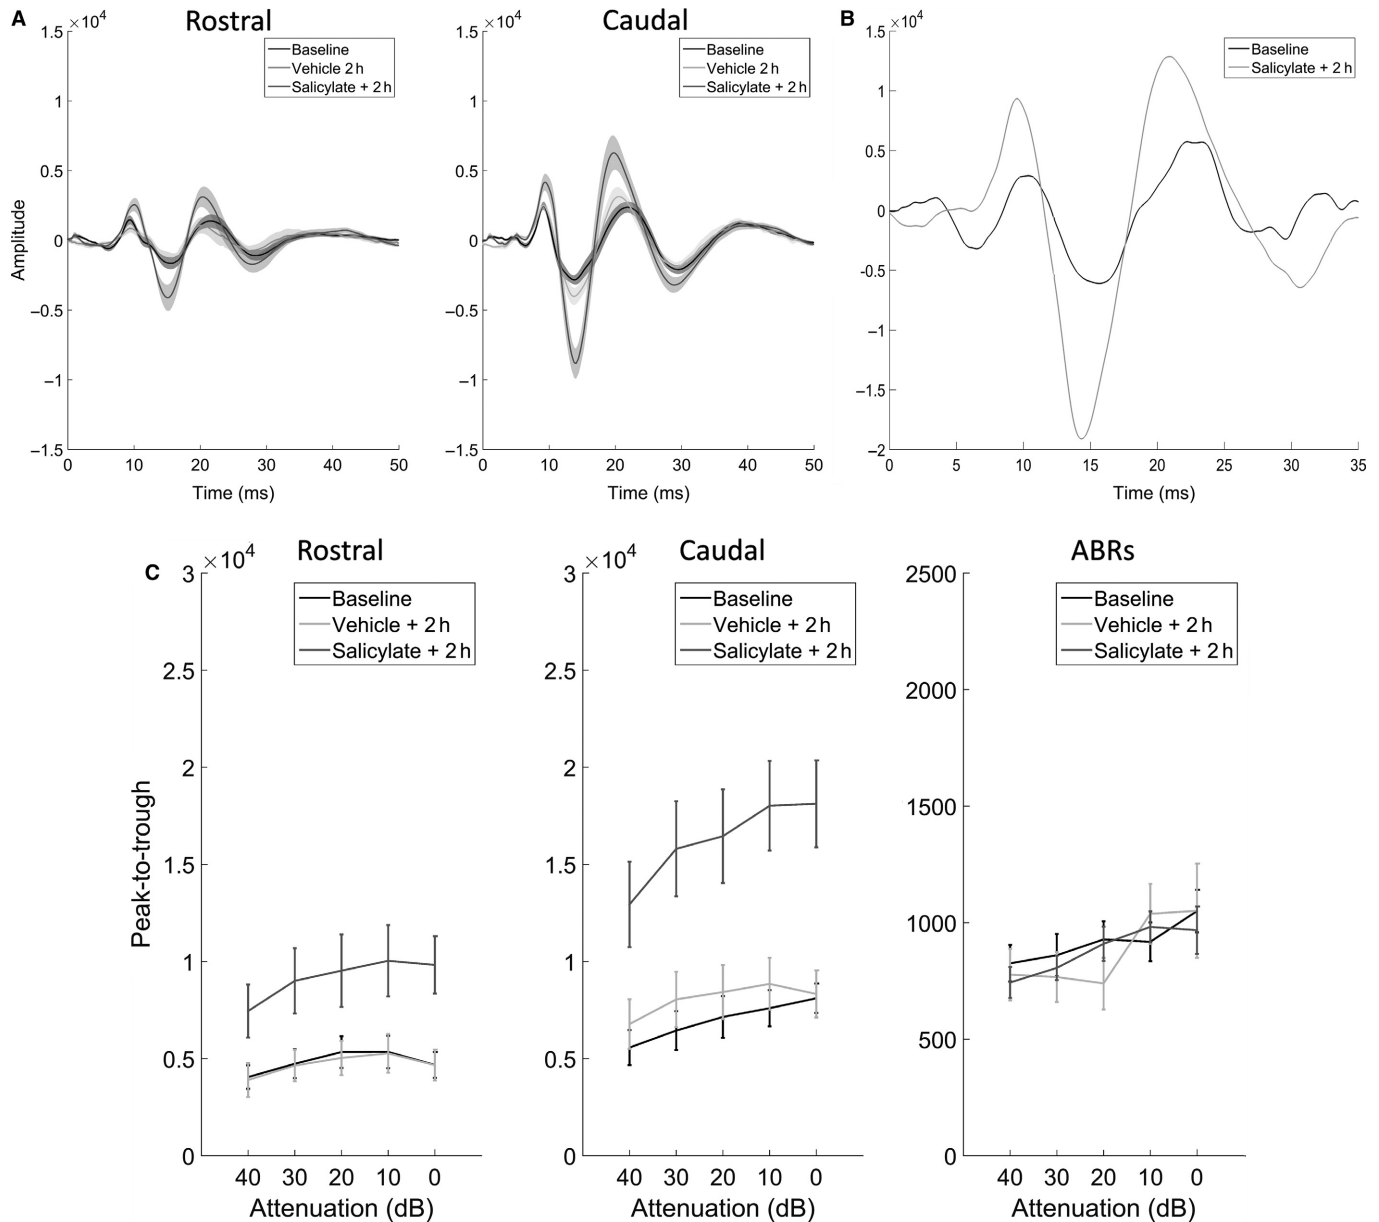 A
Rostral
×10⁴
1.5
1
0.5
0
−0.5
−1
−1.5
Amplitude
Baseline
Vehicle 2 h
Salicylate + 2 h
0 10 20 30 40 50
Time (ms)
Caudal
×10⁴
1.5
1
0.5
0
−0.5
−1
−1.5
Baseline
Vehicle 2 h
Salicylate + 2 h
0 10 20 30 40 50
Time (ms)
B
×10⁴
1.5
1
0.5
0
−0.5
−1
−1.5
−2
Baseline
Salicylate + 2 h
0 5 10 15 20 25 30 35
Time (ms)
C
Rostral
×10⁴
3
2.5
2
1.5
1
0.5
0
Peak-to-trough
Baseline
Vehicle + 2 h
Salicylate + 2 h
40 30 20 10 0
Attenuation (dB)
Caudal
×10⁴
3
2.5
2
1.5
1
0.5
0
Baseline
Vehicle + 2 h
Salicylate + 2 h
40 30 20 10 0
Attenuation (dB)
ABRs
2500
2000
1500
1000
500
0
Baseline
Vehicle + 2 h
Salicylate + 2 h
40 30 20 10 0
Attenuation (dB)